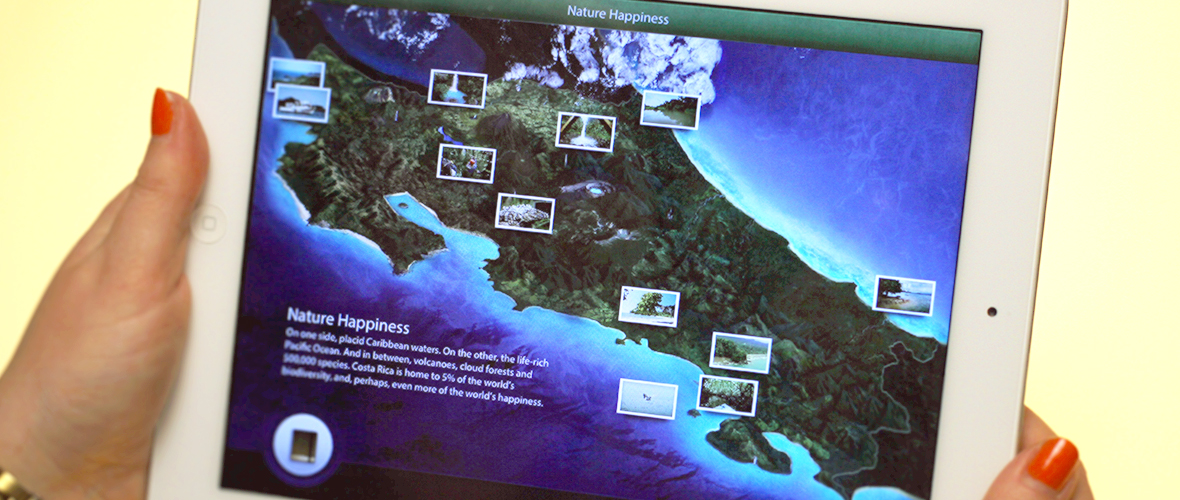 Nature Happiness
Nature Happiness
On one side, placid Caribbean waters. On the other, the life-rich
Pacific Ocean. And in between, volcanoes, cloud forests and
500,000 species. Costa Rica is home to 5% of the world's
biodiversity, and, perhaps, even more of the world's happiness.